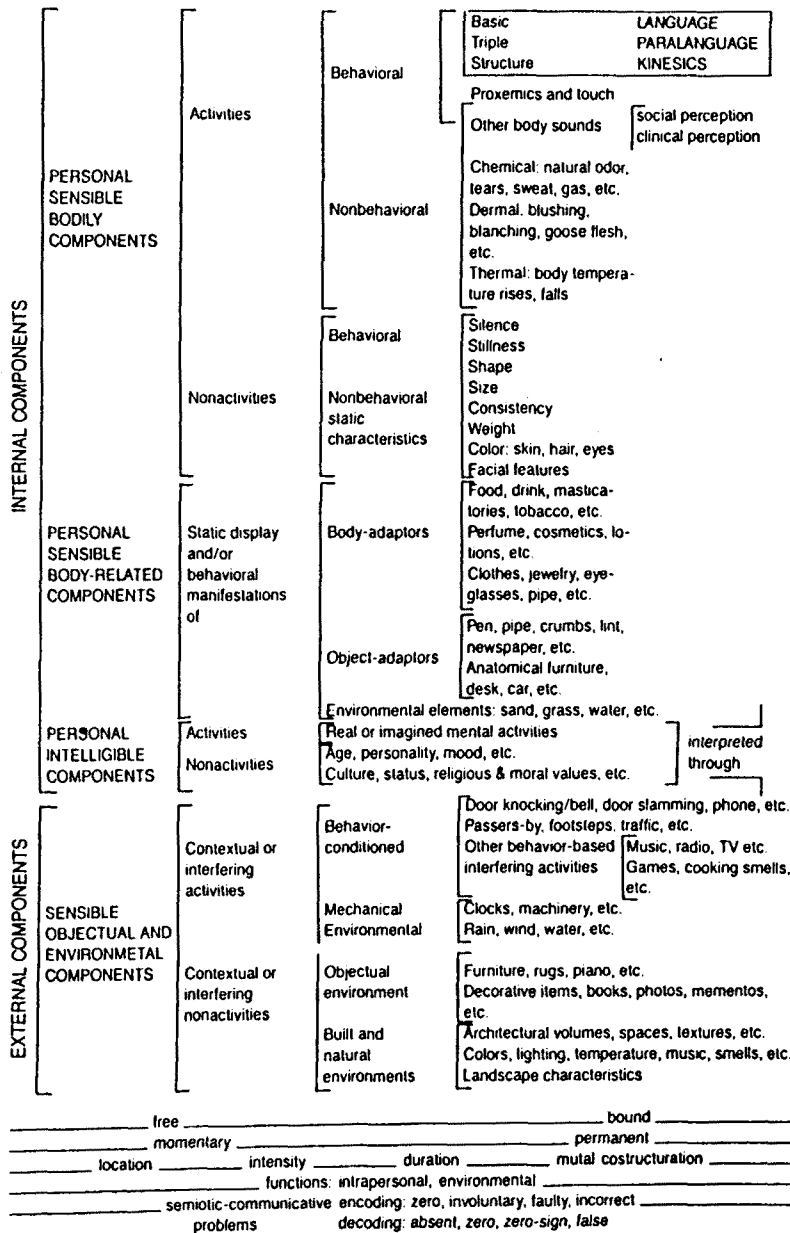 INTERNAL COMPONENTS
PERSONAL
SENSIBLE
BODILY
COMPONENTS
Activities
Behavioral
Basic LANGUAGE
Triple PARALANGUAGE
Structure KINESICS
Proxemics and touch
Other body sounds
social perception
clinical perception
Nonbehavioral
Chemical: natural odor,
tears, sweat, gas, etc.
Dermal. blushing,
blanching, goose flesh,
etc.
Thermal: body tempera-
ture rises, falls
Nonactivities
Behavioral
Silence
Stillness
Nonbehavioral
static
characteristics
Shape
Size
Consistency
Weight
Color: skin, hair, eyes
Facial features
PERSONAL
SENSIBLE
BODY-RELATED
COMPONENTS
Static display
and/or
behavioral
manifestations
of
Body-adaptors
Food, drink, mastica-
tories, tobacco, etc.
Perfume, cosmetics, lo-
tions, etc.
Clothes, jewelry, eye-
glasses, pipe, etc.
Object-adaptors
Pen, pipe, crumbs, lint,
newspaper, etc.
Anatomical furniture,
desk, car, etc.
Environmental elements: sand, grass, water, etc.
PERSONAL
INTELLIGIBLE
COMPONENTS
Activities
Real or imagined mental activities
Nonactivities
Age, personality, mood, etc.
Culture, status, religious & moral values, etc.
interpreted
through
EXTERNAL COMPONENTS
SENSIBLE
OBJECTUAL AND
ENVIRONMETAL
COMPONENTS
Contextual or
interfering
activities
Behavior-
conditioned
Door knocking/bell, door slamming, phone, etc.
Passers-by, footsteps, traffic, etc.
Other behavior-based
interfering activities
Music, radio, TV etc.
Games, cooking smells,
etc.
Mechanical
Environmental
Clocks, machinery, etc.
Rain, wind, water, etc.
Contextual or
interfering
nonactivities
Objectual
environment
Furniture, rugs, piano, etc.
Decorative items, books, photos, mementos,
etc.
Built and
natural
environments
Architectural volumes, spaces, textures, etc.
Colors, lighting, temperature, music, smells, etc.
Landscape characteristics
free bound
momentary permanent
location intensity duration mutal costructuration
functions: intrapersonal, environmental
semiotic-communicative encoding: zero, involuntary, faulty, incorrect
problems decoding: absent, zero, zero-sign, false